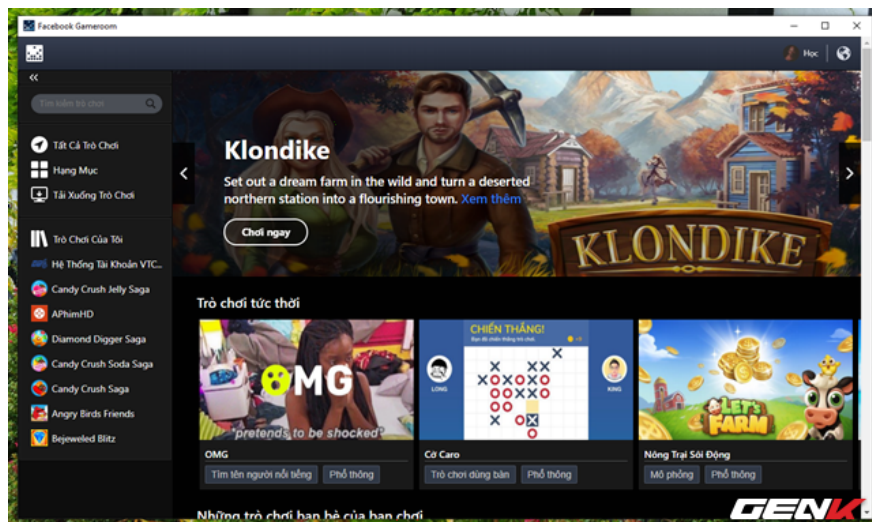 Facebook Gameroom
Học
Tìm kiếm trò chơi
Tất Cả Trò Chơi
Hạng Mục
Tải Xuống Trò Chơi
Trò Chơi Của Tôi
Hệ Thống Tài Khoản VTC...
Candy Crush Jelly Saga
APhimHD
Diamond Digger Saga
Candy Crush Soda Saga
Candy Crush Saga
Angry Birds Friends
Bejeweled Blitz
Klondike
Set out a dream farm in the wild and turn a deserted
northern station into a flourishing town. Xem thêm
Chơi ngay
KLONDIKE
Trò chơi tức thời
OMG
*pretends to be shocked*
OMG
Tìm tên người nổi tiếng Phổ thông
CHIẾN THẮNG!
Bạn đã chiến thắng trò chơi.
LONG
KING
Cờ Caro
Trò chơi dùng bàn Phổ thông
LET'S
FARM
Nông Trại Sôi Động
Mô phỏng Phổ thông
Những trò chơi bạn bè của bạn chơi
GENK